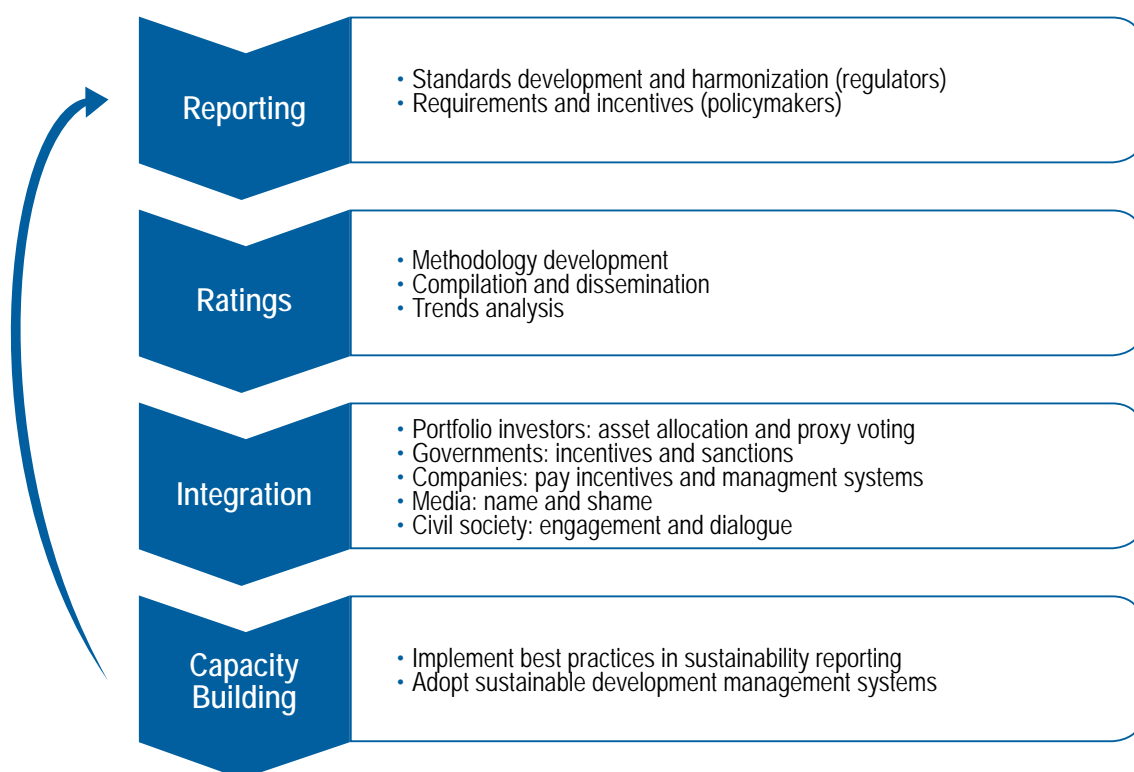 Reporting
• Standards development and harmonization (regulators)
• Requirements and incentives (policymakers)
Ratings
• Methodology development
• Compilation and dissemination
• Trends analysis
Integration
• Portfolio investors: asset allocation and proxy voting
• Governments: incentives and sanctions
• Companies: pay incentives and managment systems
• Media: name and shame
• Civil society: engagement and dialogue
Capacity
Building
• Implement best practices in sustainability reporting
• Adopt sustainable development management systems